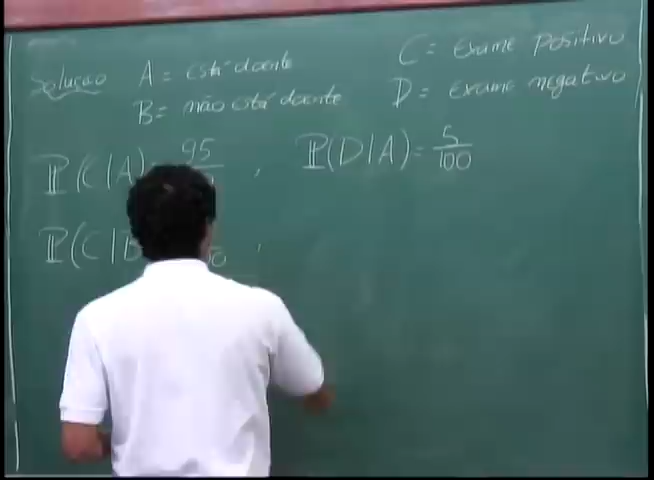 Solução A = está doente C = exame positivo
B = não está doente D = exame negativo
P(C|A) = 95 , P(D|A) = 5/100
P(C|B ,